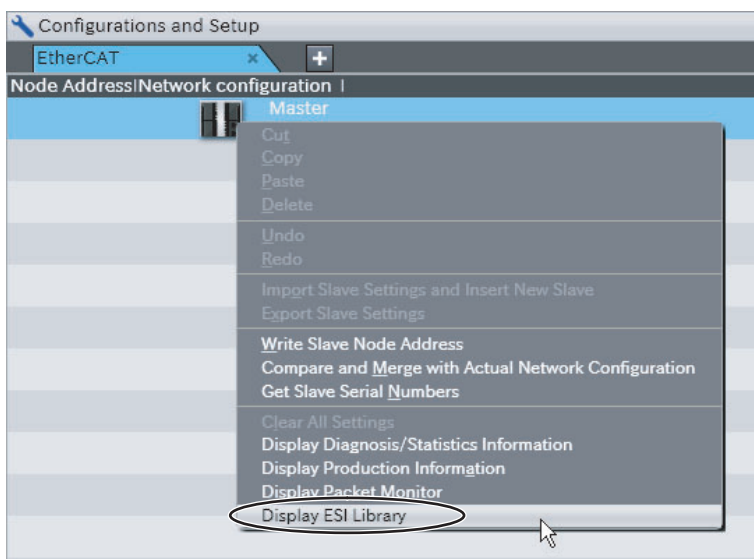 Configurations and Setup
EtherCAT × +
Node Address|Network configuration |
Master
Cut
Copy
Paste
Delete
Undo
Redo
Import Slave Settings and Insert New Slave
Export Slave Settings
Write Slave Node Address
Compare and Merge with Actual Network Configuration
Get Slave Serial Numbers
Clear All Settings
Display Diagnosis/Statistics Information
Display Production Information
Display Packet Monitor
Display ESI Library